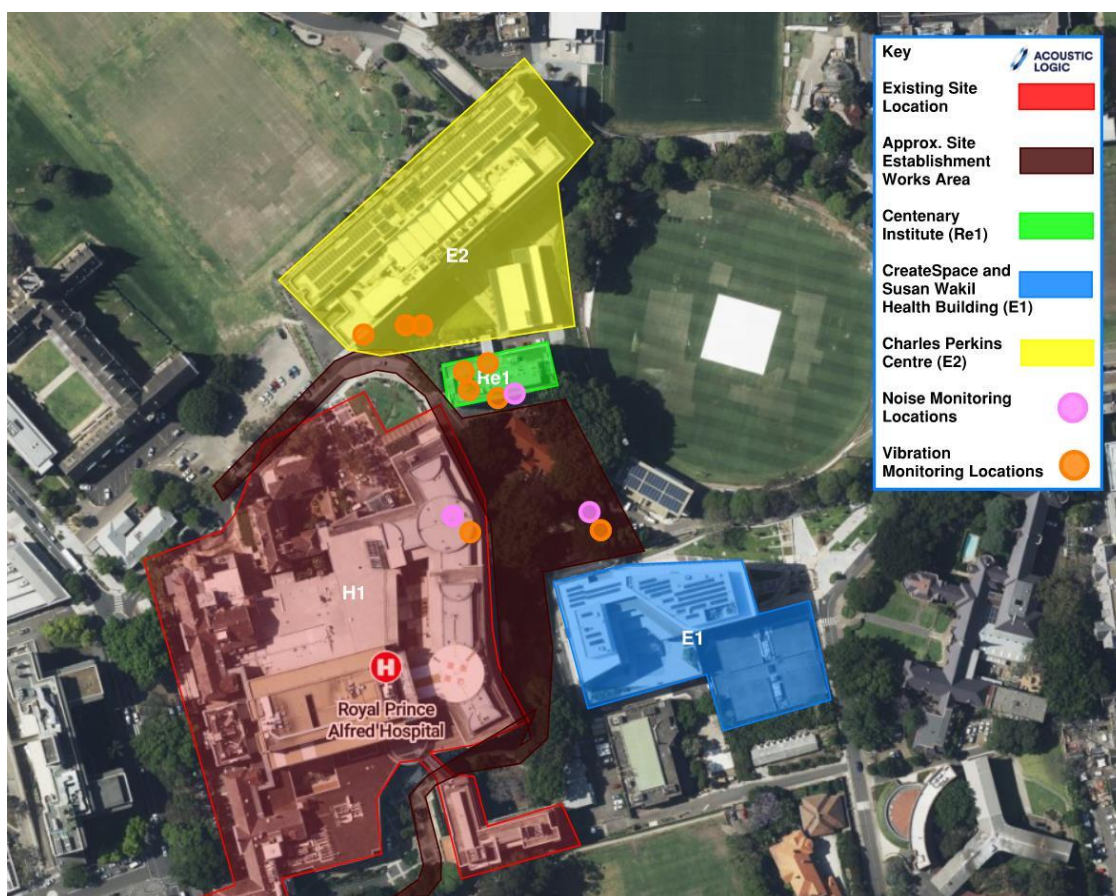 Key
ACOUSTIC
LOGIC
Existing Site
Location
Approx. Site
Establishment
Works Area
Centenary
Institute (Re1)
CreateSpace and
Susan Wakil
Health Building (E1)
Charles Perkins
Centre (E2)
Noise Monitoring
Locations
Vibration
Monitoring Locations
E2
Re1
H1
E1
H
Royal Prince
Alfred Hospital